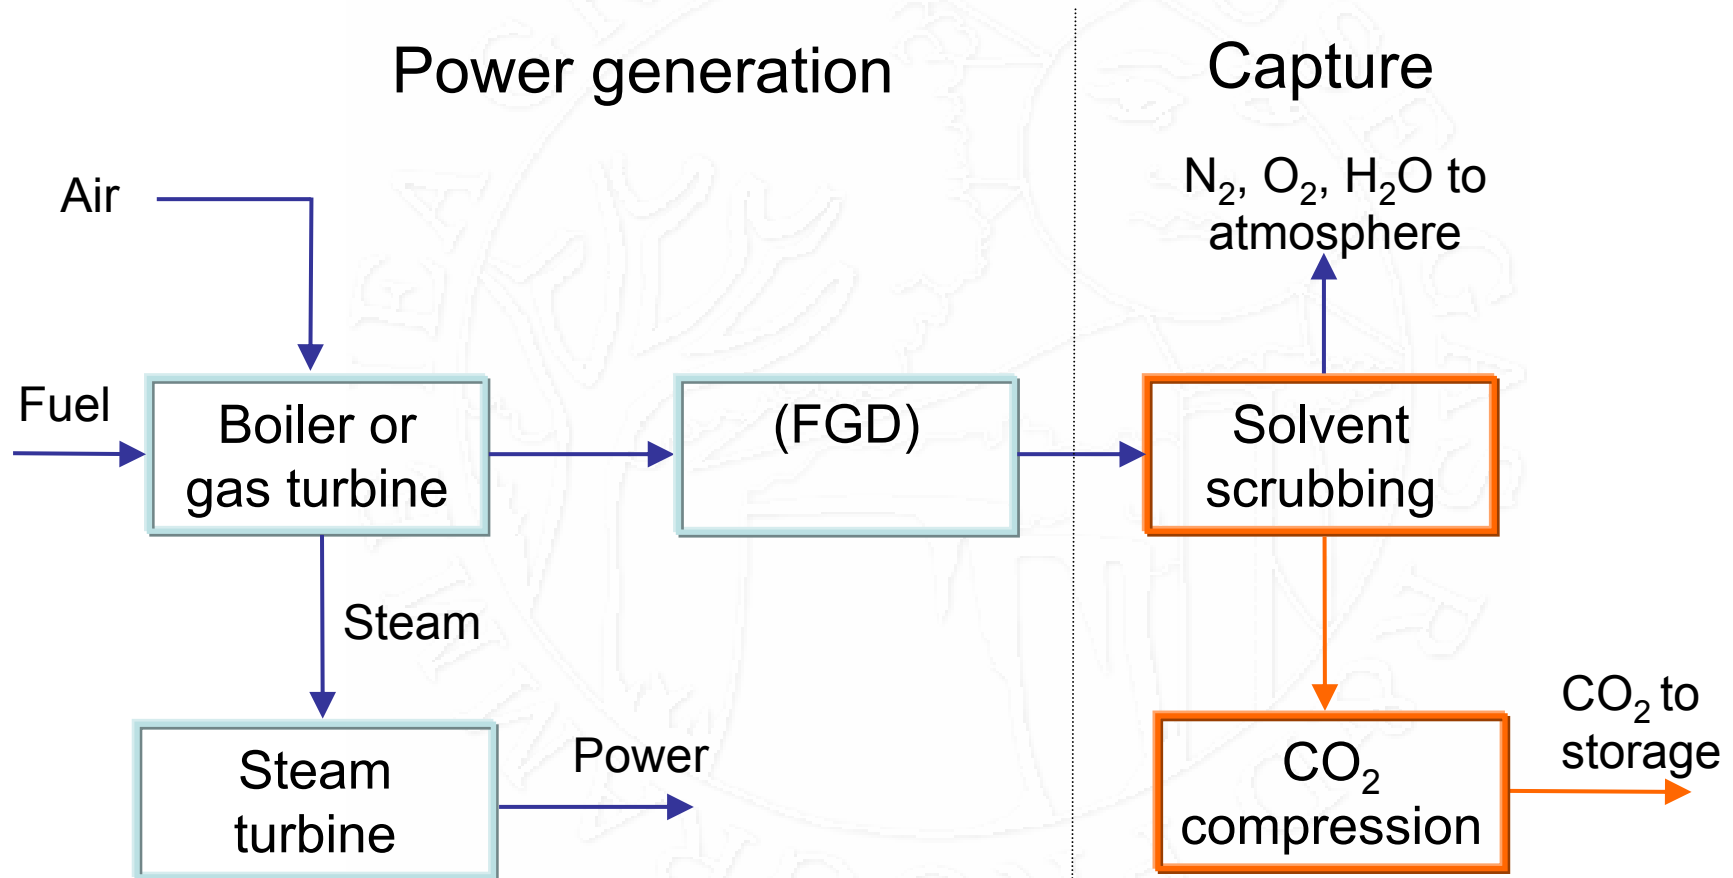 Power generation
Capture
N₂, O₂, H₂O to
atmosphere
Air
Fuel
Boiler or
gas turbine
(FGD)
Solvent
scrubbing
Steam
CO₂ to
storage
Steam
turbine
Power
CO₂
compression